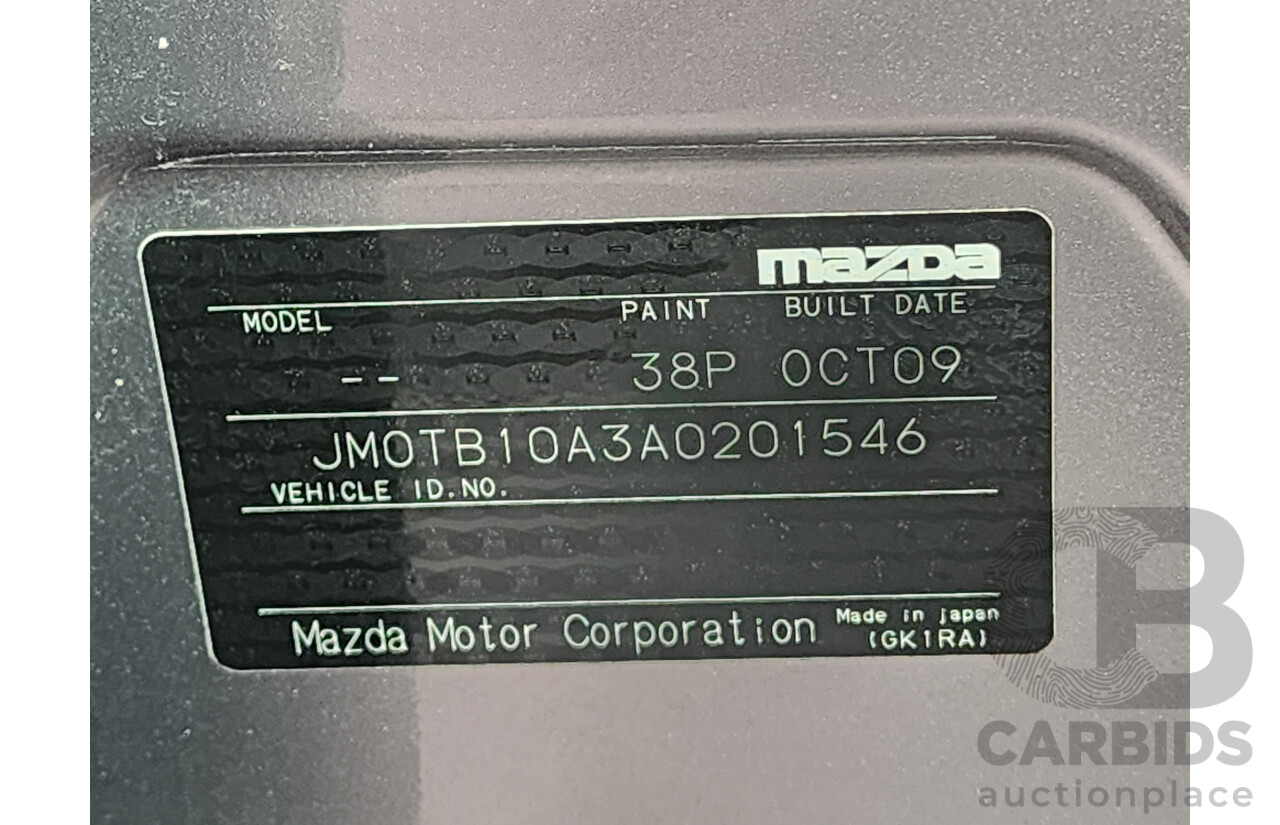 mazda
MODEL PAINT BUILT DATE
-- 38P OCT09
JM0TB10A3A0201546
VEHICLE ID.NO.
Mazda Motor Corporation Made in japan
(GK1RA)
CARBIDS
auctionplace